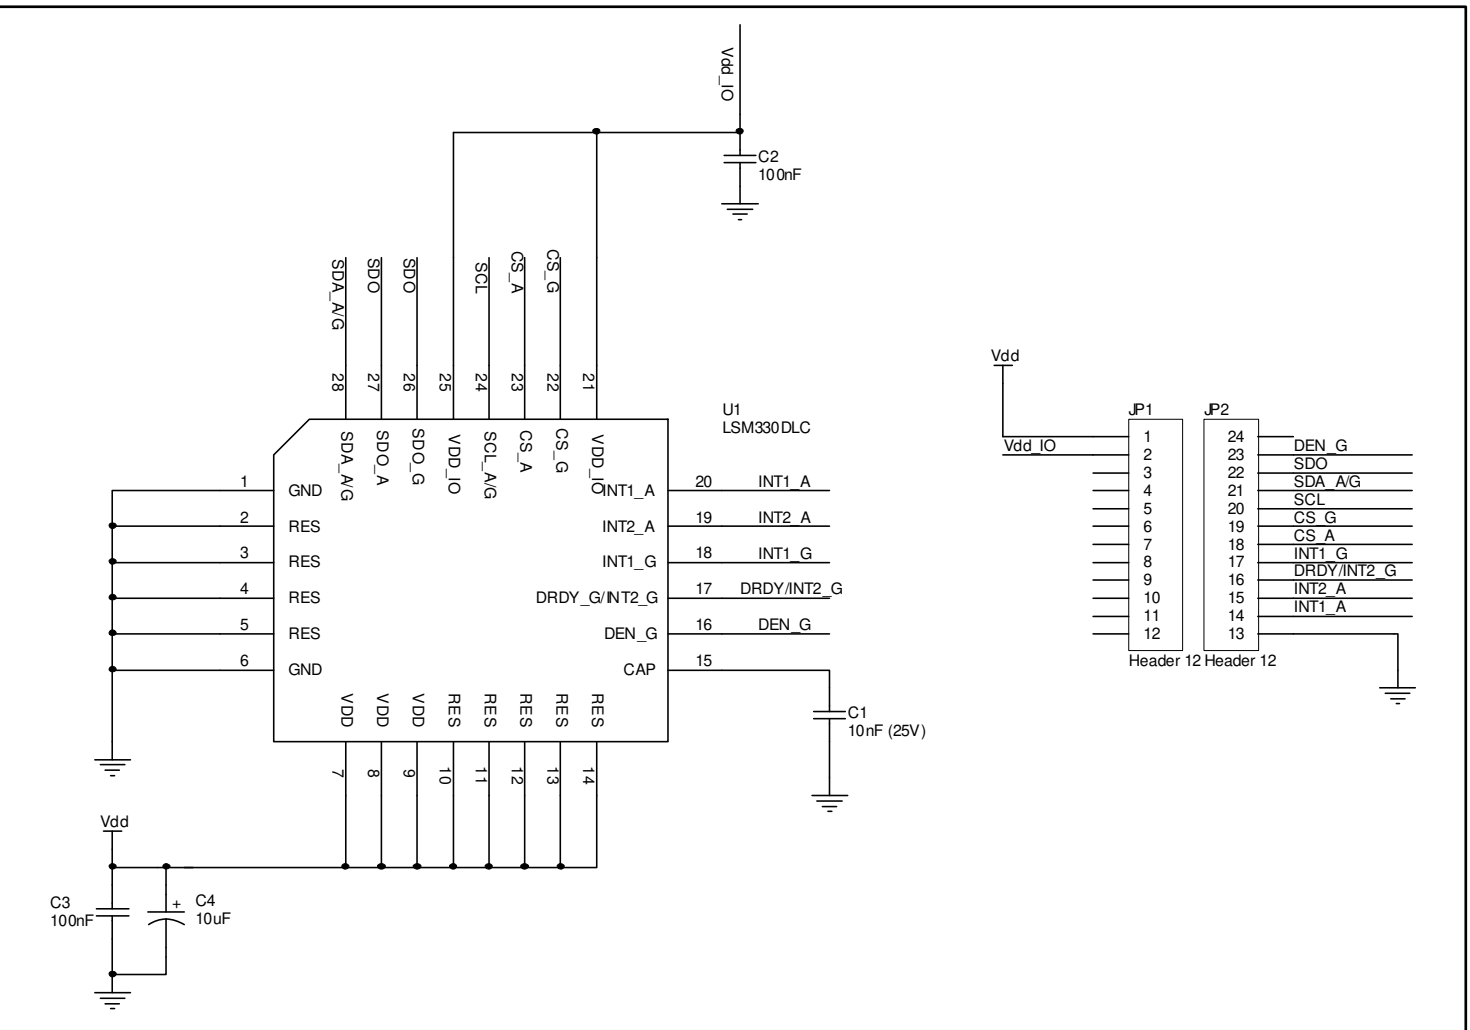 Vdd_IO
C2
100nF
SDA_A/G
SDO
SDO
SCL
CS_A
CS_G
28
27
26
25
24
23
22
21
U1
LSM330DLC
SDA_A/G
SDO_A
SDO_G
VDD_IO
SCL_A/G
CS_A
CS_G
VDD_IO
1 GND
2 RES
3 RES
4 RES
5 RES
6 GND
INT1_A 20 INT1_A
INT2_A 19 INT2_A
INT1_G 18 INT1_G
DRDY_G/INT2_G 17 DRDY/INT2_G
DEN_G 16 DEN_G
CAP 15
C1
10nF (25V)
VDD
VDD
VDD
RES
RES
RES
RES
RES
7
8
9
10
11
12
13
14
Vdd
C3
100nF
+
C4
10uF
Vdd
Vdd_IO
JP1
1
2
3
4
5
6
7
8
9
10
11
12
Header 12
JP2
24
23 DEN_G
22 SDO
21 SDA_A/G
20 SCL
19 CS_G
18 CS_A
17 INT1_G
16 DRDY/INT2_G
15 INT2_A
14 INT1_A
13
Header 12